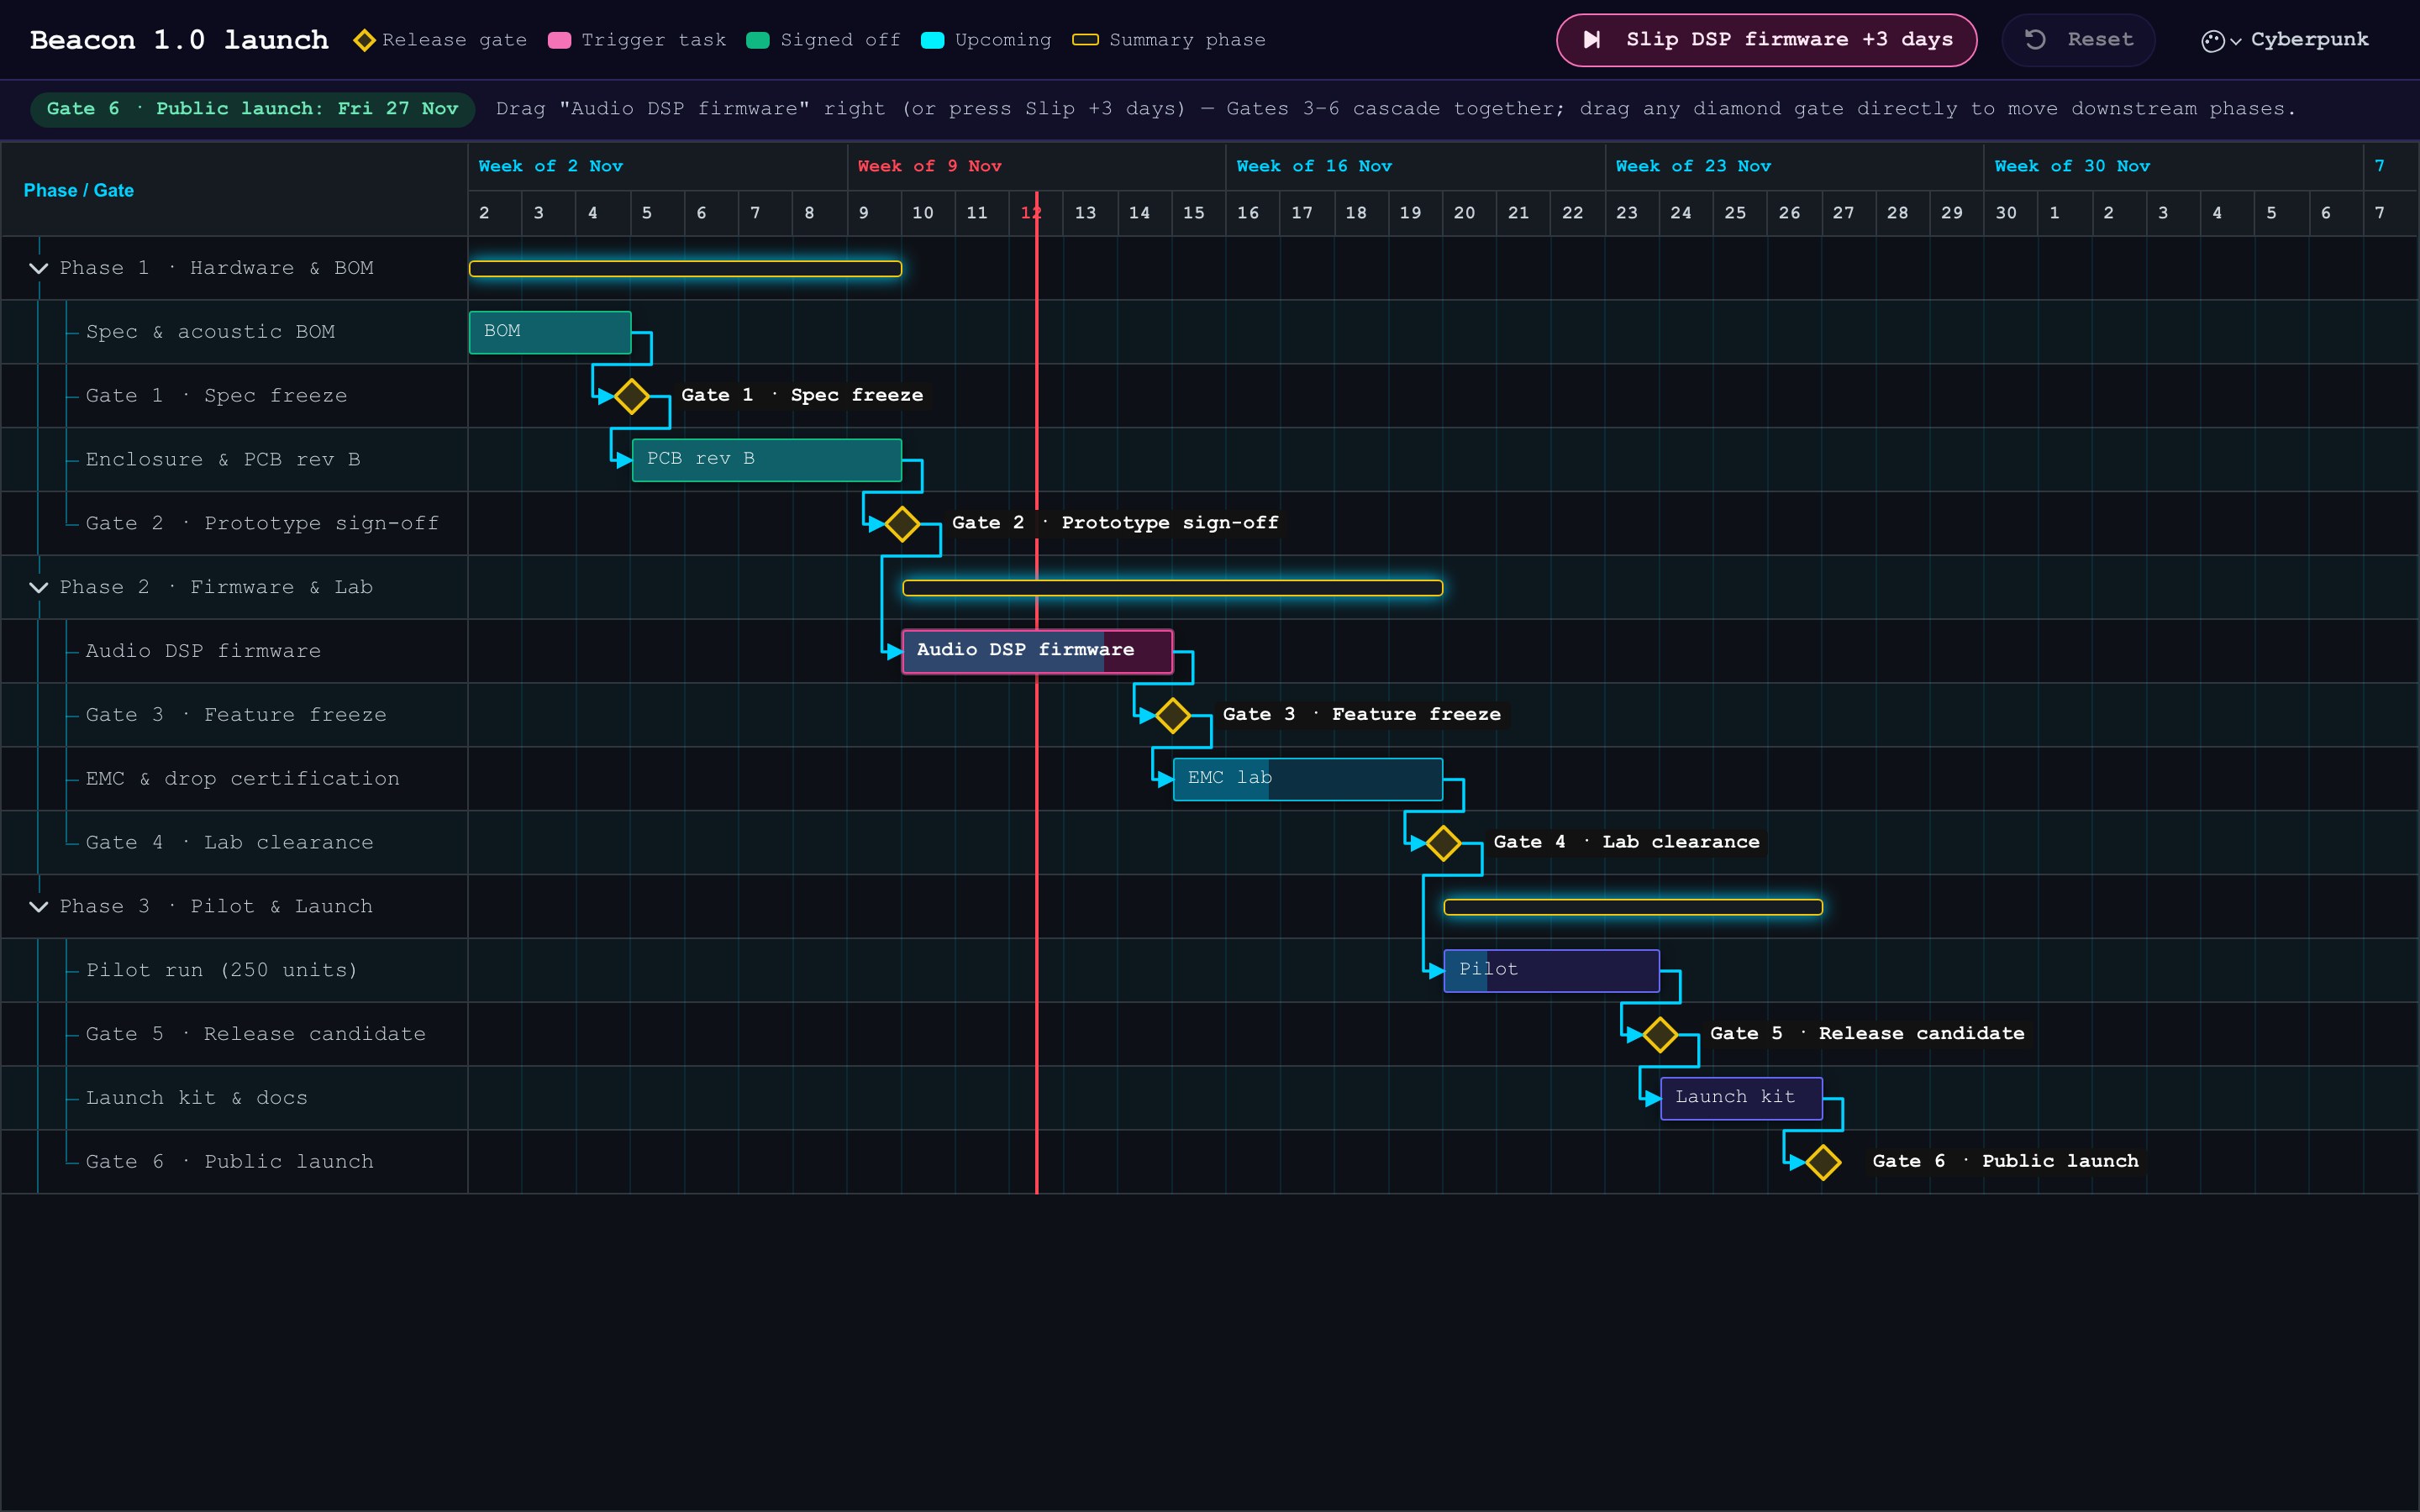 Beacon 1.0 launch
Release gate
Trigger task
Signed off
Upcoming
Summary phase
Slip DSP firmware +3 days
Reset
Cyberpunk
Gate 6 · Public launch: Fri 27 Nov
Drag "Audio DSP firmware" right (or press Slip +3 days) — Gates 3–6 cascade together; drag any diamond gate directly to move downstream phases.
Phase / Gate
Week of 2 Nov
Week of 9 Nov
Week of 16 Nov
Week of 23 Nov
Week of 30 Nov
7
2 3 4 5 6 7 8 9 10 11 12 13 14 15 16 17 18 19 20 21 22 23 24 25 26 27 28 29 30 1 2 3 4 5 6 7
Phase 1 · Hardware & BOM
Spec & acoustic BOM
BOM
Gate 1 · Spec freeze
Gate 1 · Spec freeze
Enclosure & PCB rev B
PCB rev B
Gate 2 · Prototype sign-off
Gate 2 · Prototype sign-off
Phase 2 · Firmware & Lab
Audio DSP firmware
Audio DSP firmware
Gate 3 · Feature freeze
Gate 3 · Feature freeze
EMC & drop certification
EMC lab
Gate 4 · Lab clearance
Gate 4 · Lab clearance
Phase 3 · Pilot & Launch
Pilot run (250 units)
Pilot
Gate 5 · Release candidate
Gate 5 · Release candidate
Launch kit & docs
Launch kit
Gate 6 · Public launch
Gate 6 · Public launch